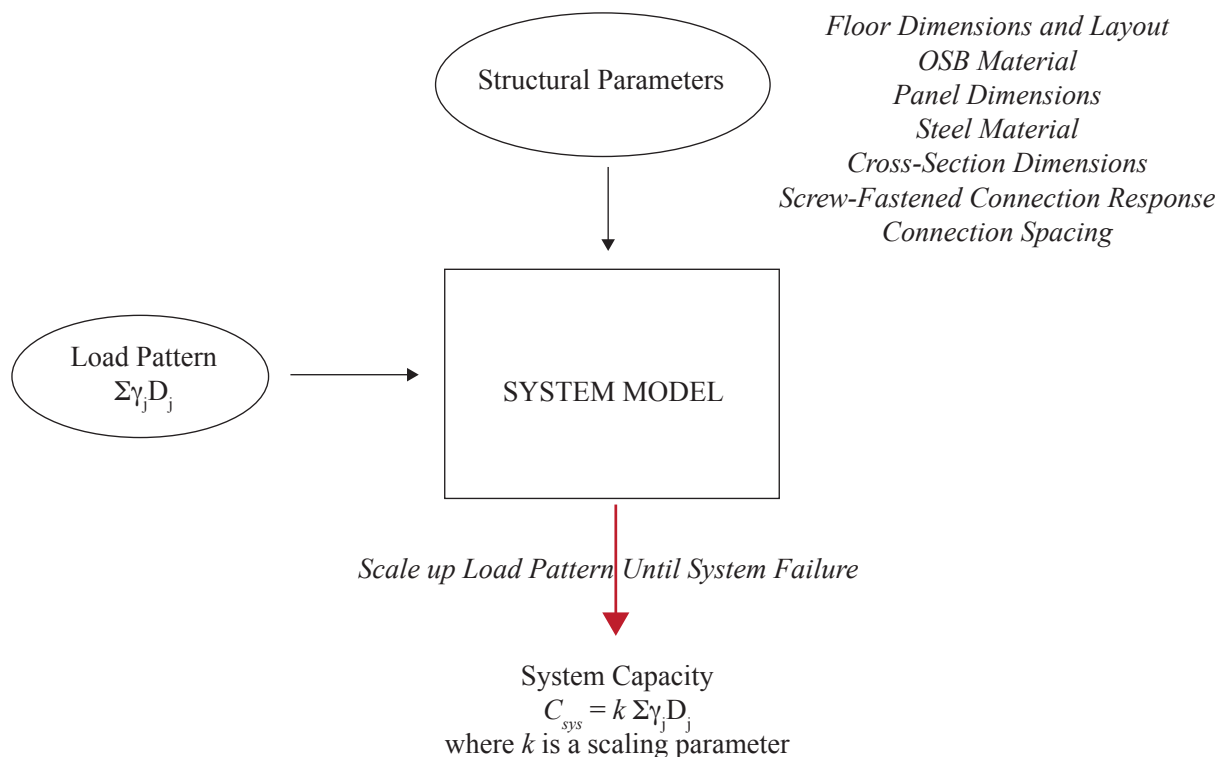 Structural Parameters
Floor Dimensions and Layout
OSB Material
Panel Dimensions
Steel Material
Cross-Section Dimensions
Screw-Fastened Connection Response
Connection Spacing
Load Pattern
ΣγⱼDⱼ
SYSTEM MODEL
Scale up Load Pattern Until System Failure
System Capacity
C_sys = k ΣγⱼDⱼ
where k is a scaling parameter